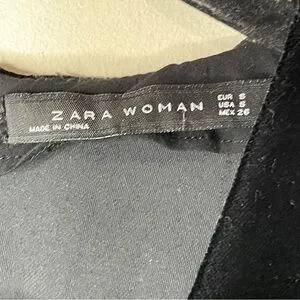 ZARA WOMAN
MADE IN CHINA
EUR S
USA S
MEX 26